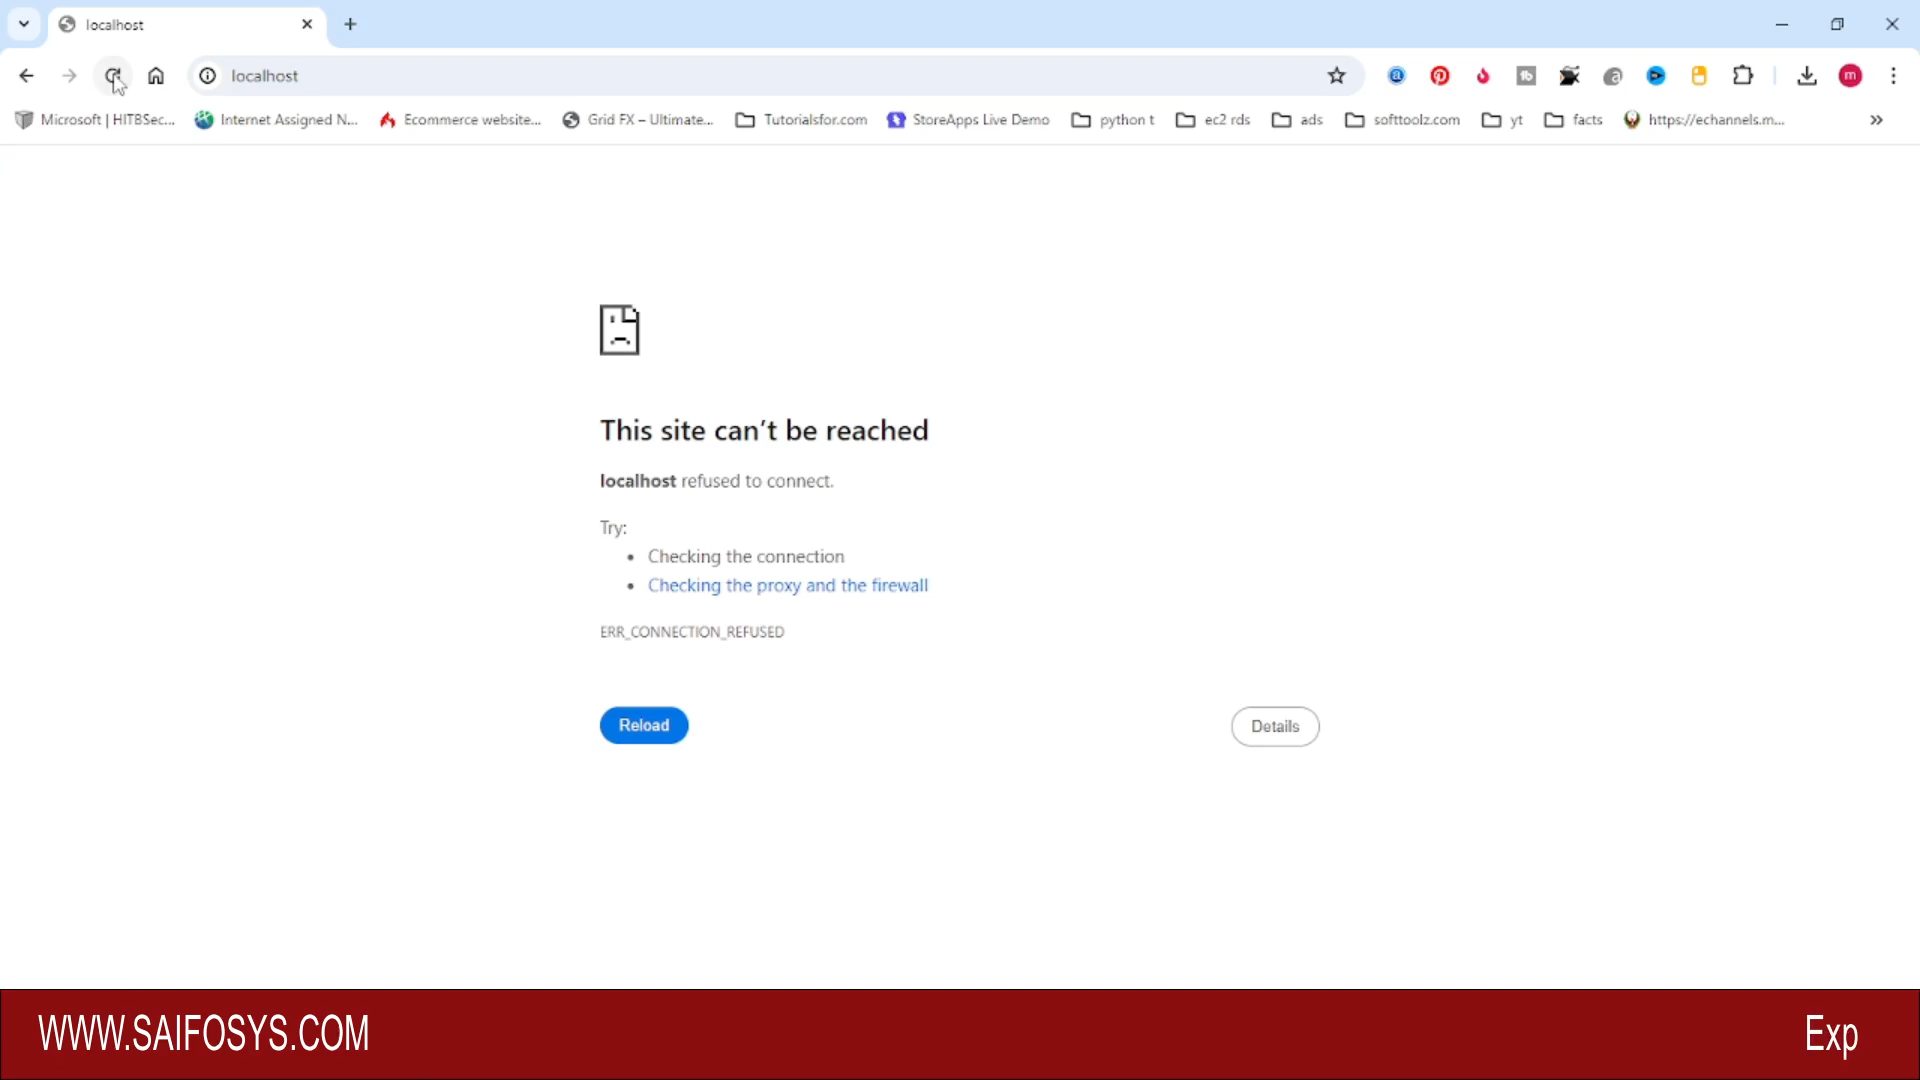 localhost
localhost
Microsoft | HITBSec...
Internet Assigned N...
Ecommerce website...
Grid FX – Ultimate...
Tutorialsfor.com
StoreApps Live Demo
python t
ec2 rds
ads
softtoolz.com
yt
facts
https://echannels.m...
This site can't be reached
localhost refused to connect.
Try:
• Checking the connection
• Checking the proxy and the firewall
ERR_CONNECTION_REFUSED
Reload
Details
WWW.SAIFOSYS.COM
Exp